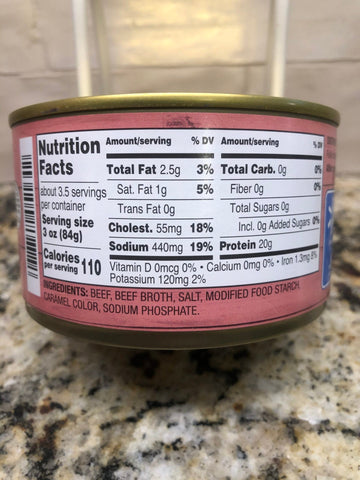 Nutrition Facts
about 3.5 servings per container
Serving size
3 oz (84g)
Calories per serving 110
Amount/serving % DV
Total Fat 2.5g 3%
Sat. Fat 1g 5%
Trans Fat 0g
Cholest. 55mg 18%
Sodium 440mg 19%
Amount/serving % DV
Total Carb. 0g 0%
Fiber 0g 0%
Total Sugars 0g
Incl. 0g Added Sugars 0%
Protein 20g
Vitamin D 0mcg 0% • Calcium 0mg 0% • Iron 1.3mg 8%
Potassium 120mg 2%
INGREDIENTS: BEEF, BEEF BROTH, SALT, MODIFIED FOOD STARCH,
CARAMEL COLOR, SODIUM PHOSPHATE.